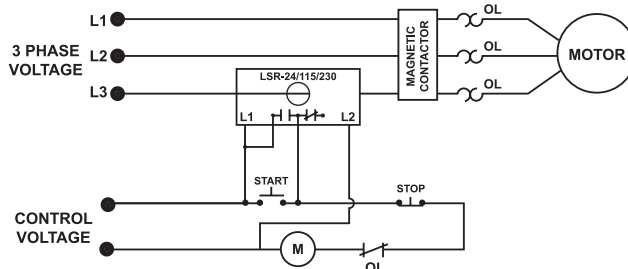 L1
OL
3 PHASE
VOLTAGE
L2
MAGNETIC
CONTACTOR
OL
MOTOR
LSR-24/115/230
L3
OL
L1
L2
START
STOP
CONTROL
VOLTAGE
M
OL